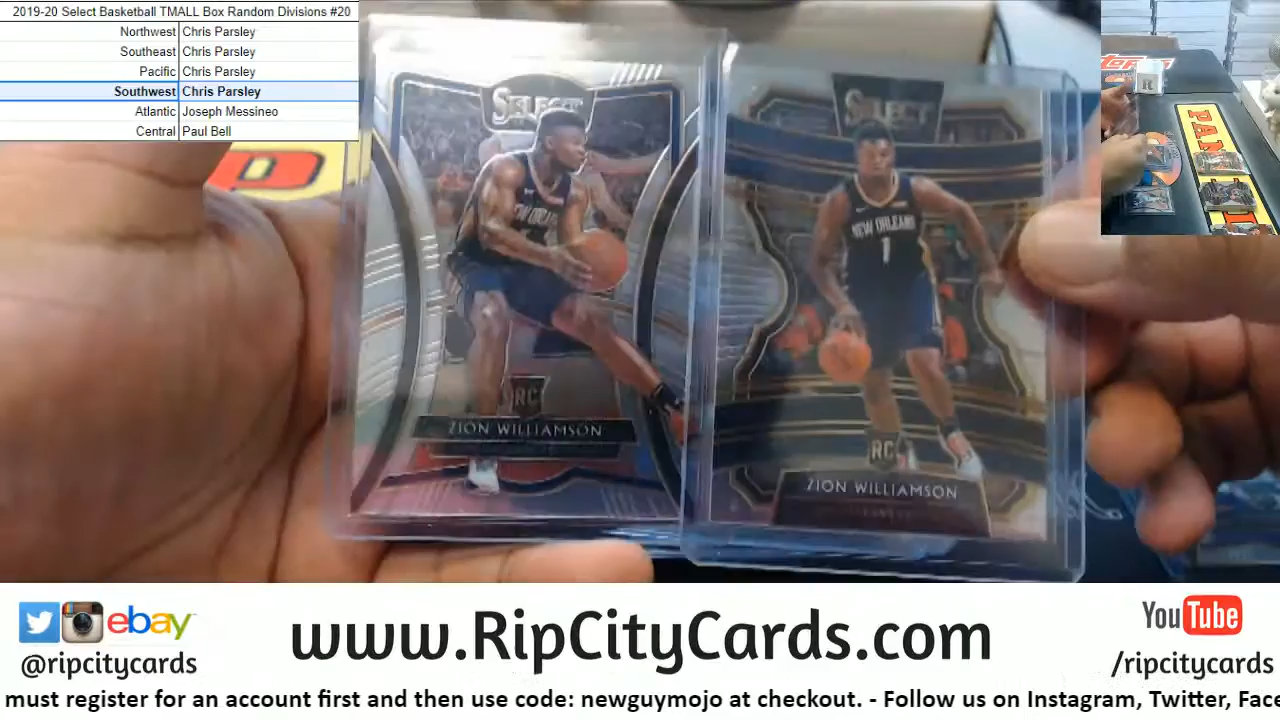 2019-20 Select Basketball TMALL Box Random Divisions #20
Northwest Chris Parsley
Southeast Chris Parsley
Pacific Chris Parsley
Southwest Chris Parsley
Atlantic Joseph Messineo
Central Paul Bell
SELECT
SELECT
NEW ORLEANS
1
RC
ZION WILLIAMSON
RC
ZION WILLIAMSON
ebay
@ripcitycards
www.RipCityCards.com
YouTube
/ripcitycards
must register for an account first and then use code: newguymojo at checkout. - Follow us on Instagram, Twitter, Face